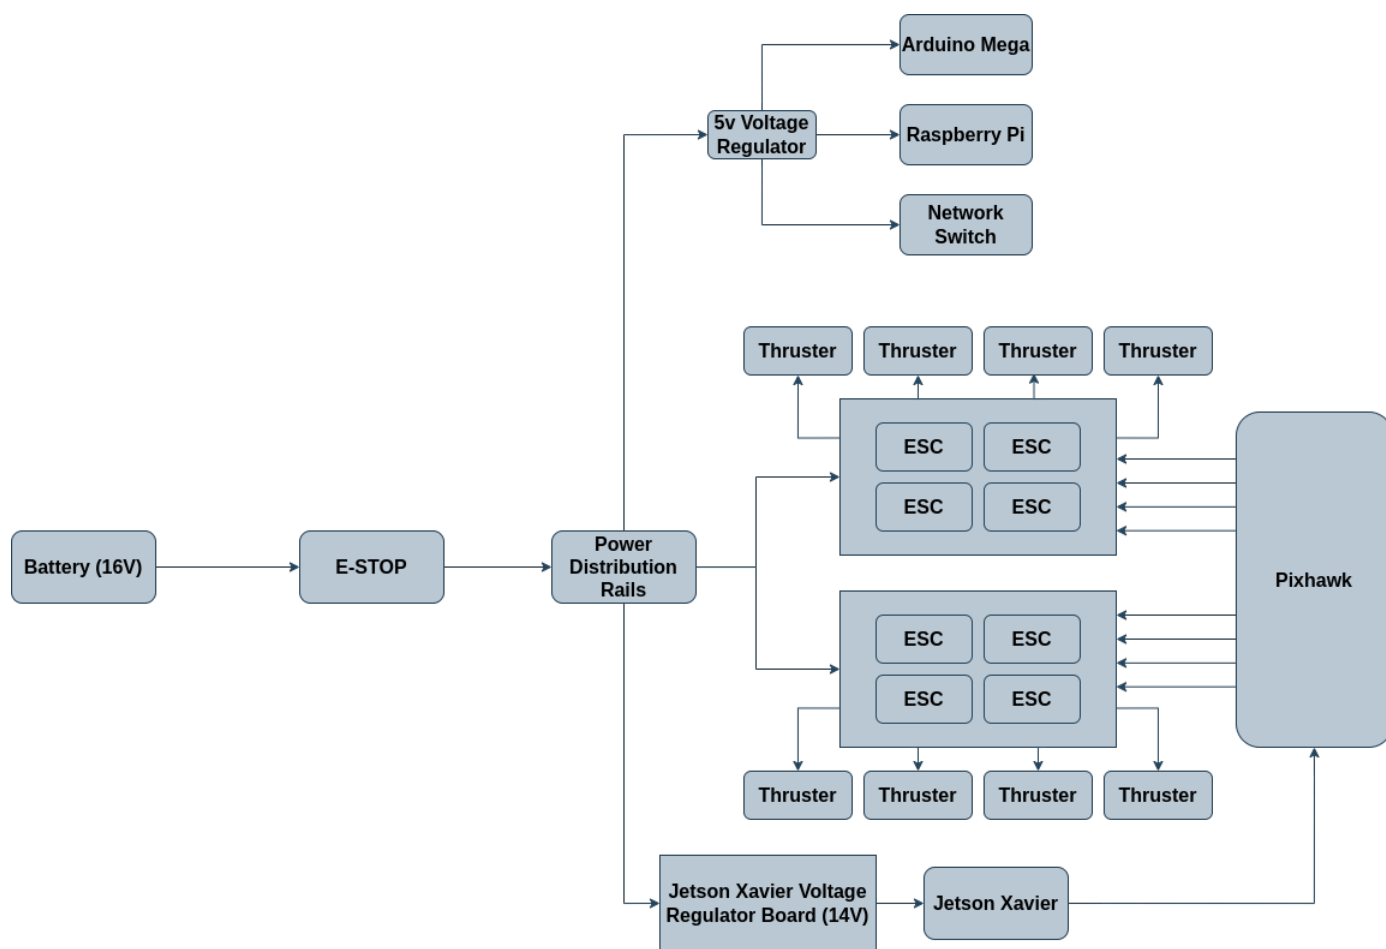 Arduino Mega
5v Voltage
Regulator
Raspberry Pi
Network
Switch
Thruster
Thruster
Thruster
Thruster
ESC
ESC
ESC
ESC
Battery (16V)
E-STOP
Power
Distribution
Rails
Pixhawk
ESC
ESC
ESC
ESC
Thruster
Thruster
Thruster
Thruster
Jetson Xavier Voltage
Regulator Board (14V)
Jetson Xavier